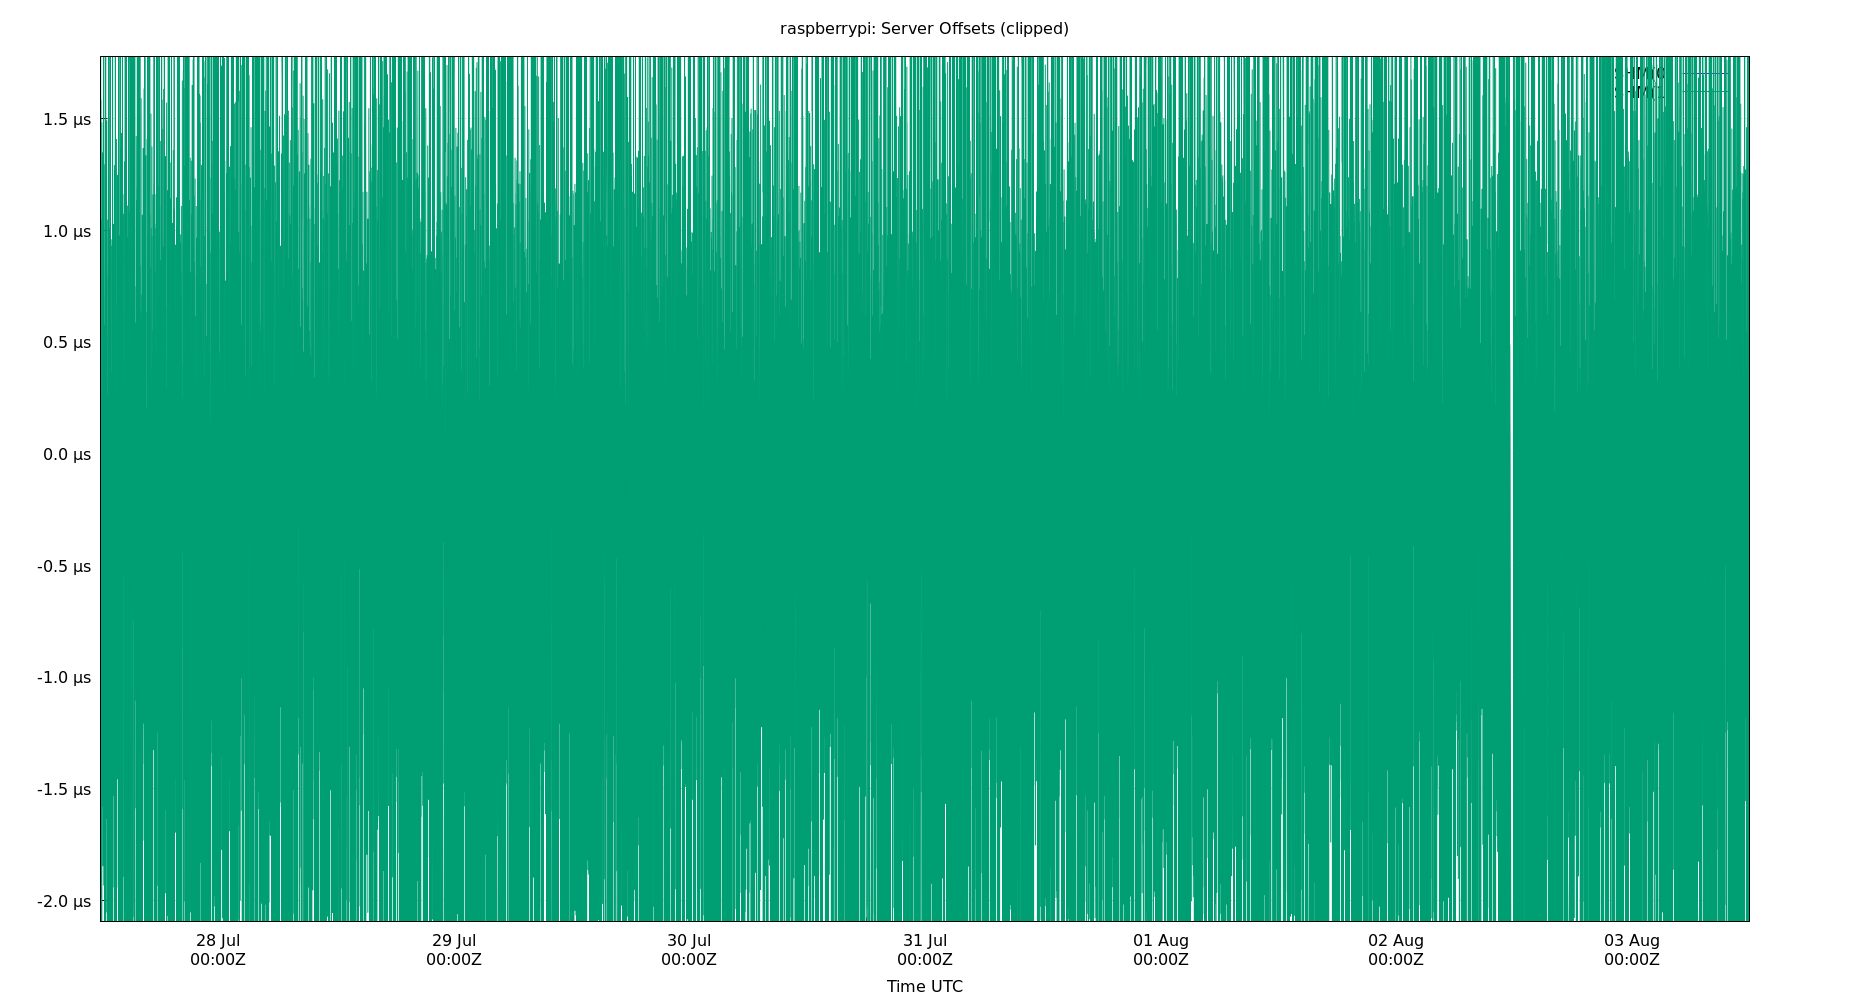 raspberrypi: Server Offsets (clipped)
1.5 µs
1.0 µs
0.5 µs
0.0 µs
-0.5 µs
-1.0 µs
-1.5 µs
-2.0 µs
28 Jul
00:00Z
29 Jul
00:00Z
30 Jul
00:00Z
31 Jul
00:00Z
01 Aug
00:00Z
02 Aug
00:00Z
03 Aug
00:00Z
Time UTC